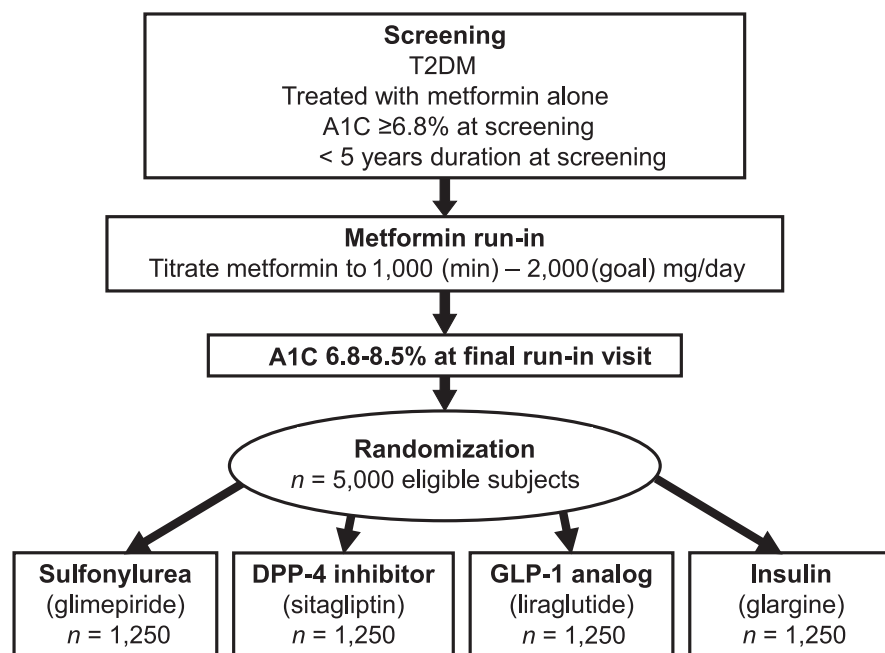 Screening
T2DM
Treated with metformin alone
A1C ≥6.8% at screening
< 5 years duration at screening
Metformin run-in
Titrate metformin to 1,000 (min) – 2,000(goal) mg/day
A1C 6.8-8.5% at final run-in visit
Randomization
n = 5,000 eligible subjects
Sulfonylurea
(glimepiride)
n = 1,250
DPP-4 inhibitor
(sitagliptin)
n = 1,250
GLP-1 analog
(liraglutide)
n = 1,250
Insulin
(glargine)
n = 1,250